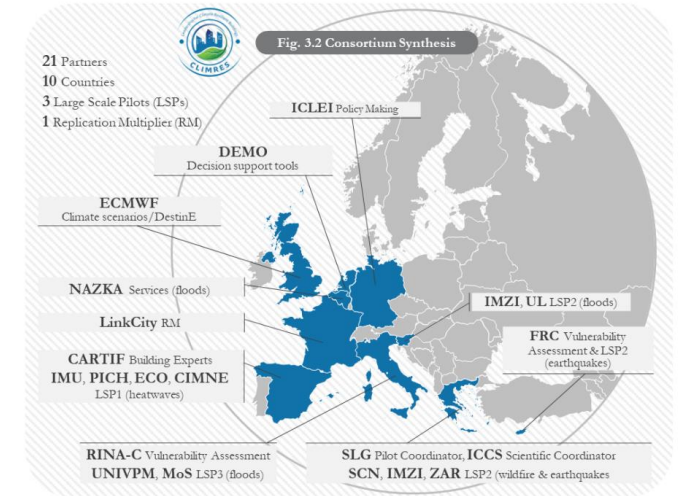 Fig. 3.2 Consortium Synthesis
CLIMRES
21 Partners
10 Countries
3 Large Scale Pilots (LSPs)
1 Replication Multiplier (RM)
ICLEI Policy Making
DEMO
Decision support tools
ECMWF
Climate scenarios/DestinE
NAZKA Services (floods)
LinkCity RM
CARTIF Building Experts
IMU, PICH, ECO, CIMNE
LSP1 (heatwaves)
IMZI, UL LSP2 (floods)
FRC Vulnerability
Assessment & LSP2
(earthquakes)
RINA-C Vulnerability Assessment
UNIVPM, MoS LSP3 (floods)
SLG Pilot Coordinator, ICCS Scientific Coordinator
SCN, IMZI, ZAR LSP2 (wildfire & earthquakes